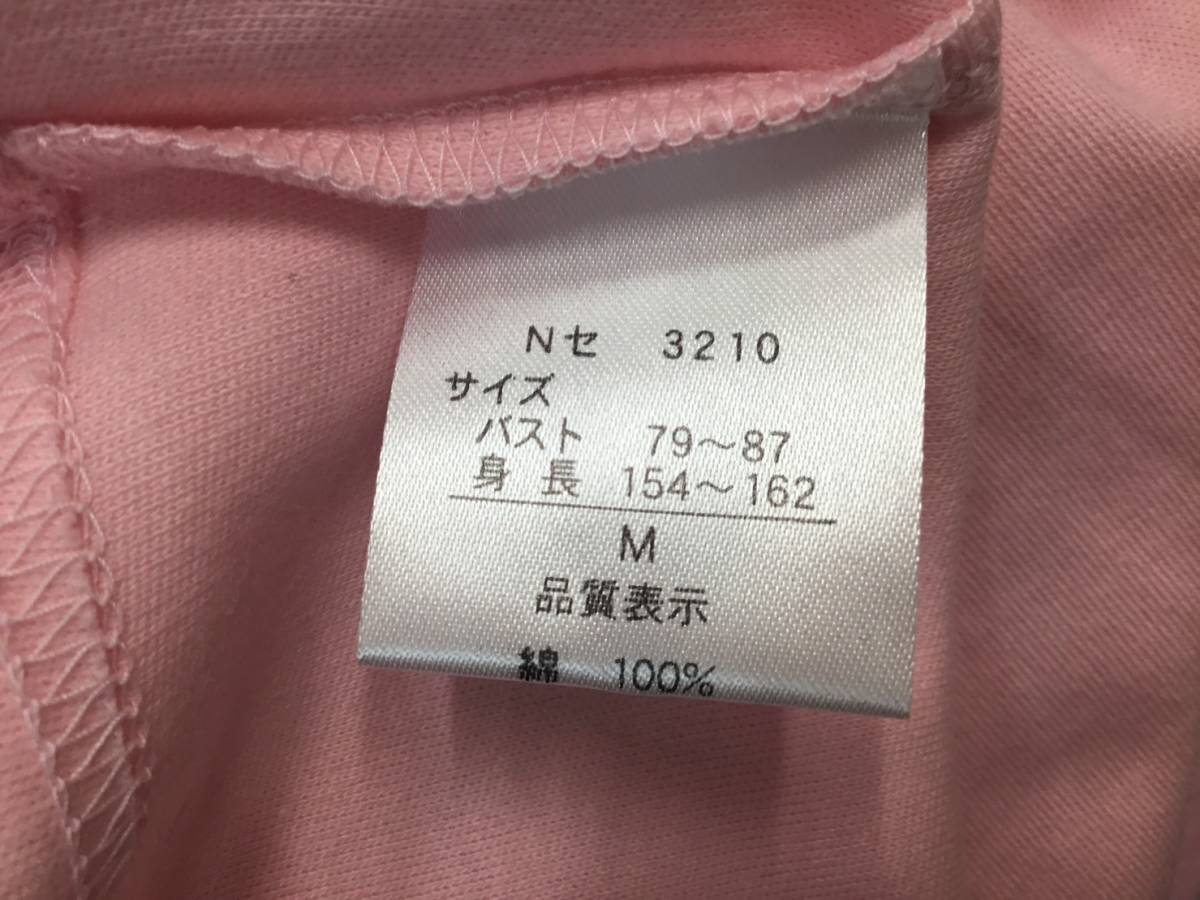 Nセ 3210
サイズ
バスト 79～87
身長 154～162
M
品質表示
綿 100%